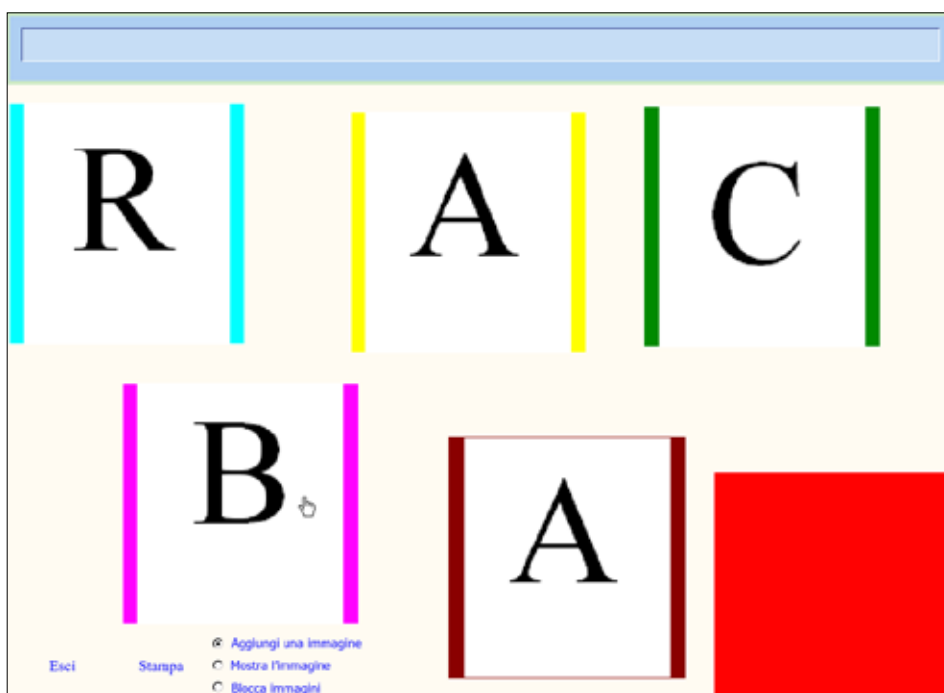 R A C
B A
Aggiungi una immagine
Esci Stampa Mostra l'immagine
Blocca immagini